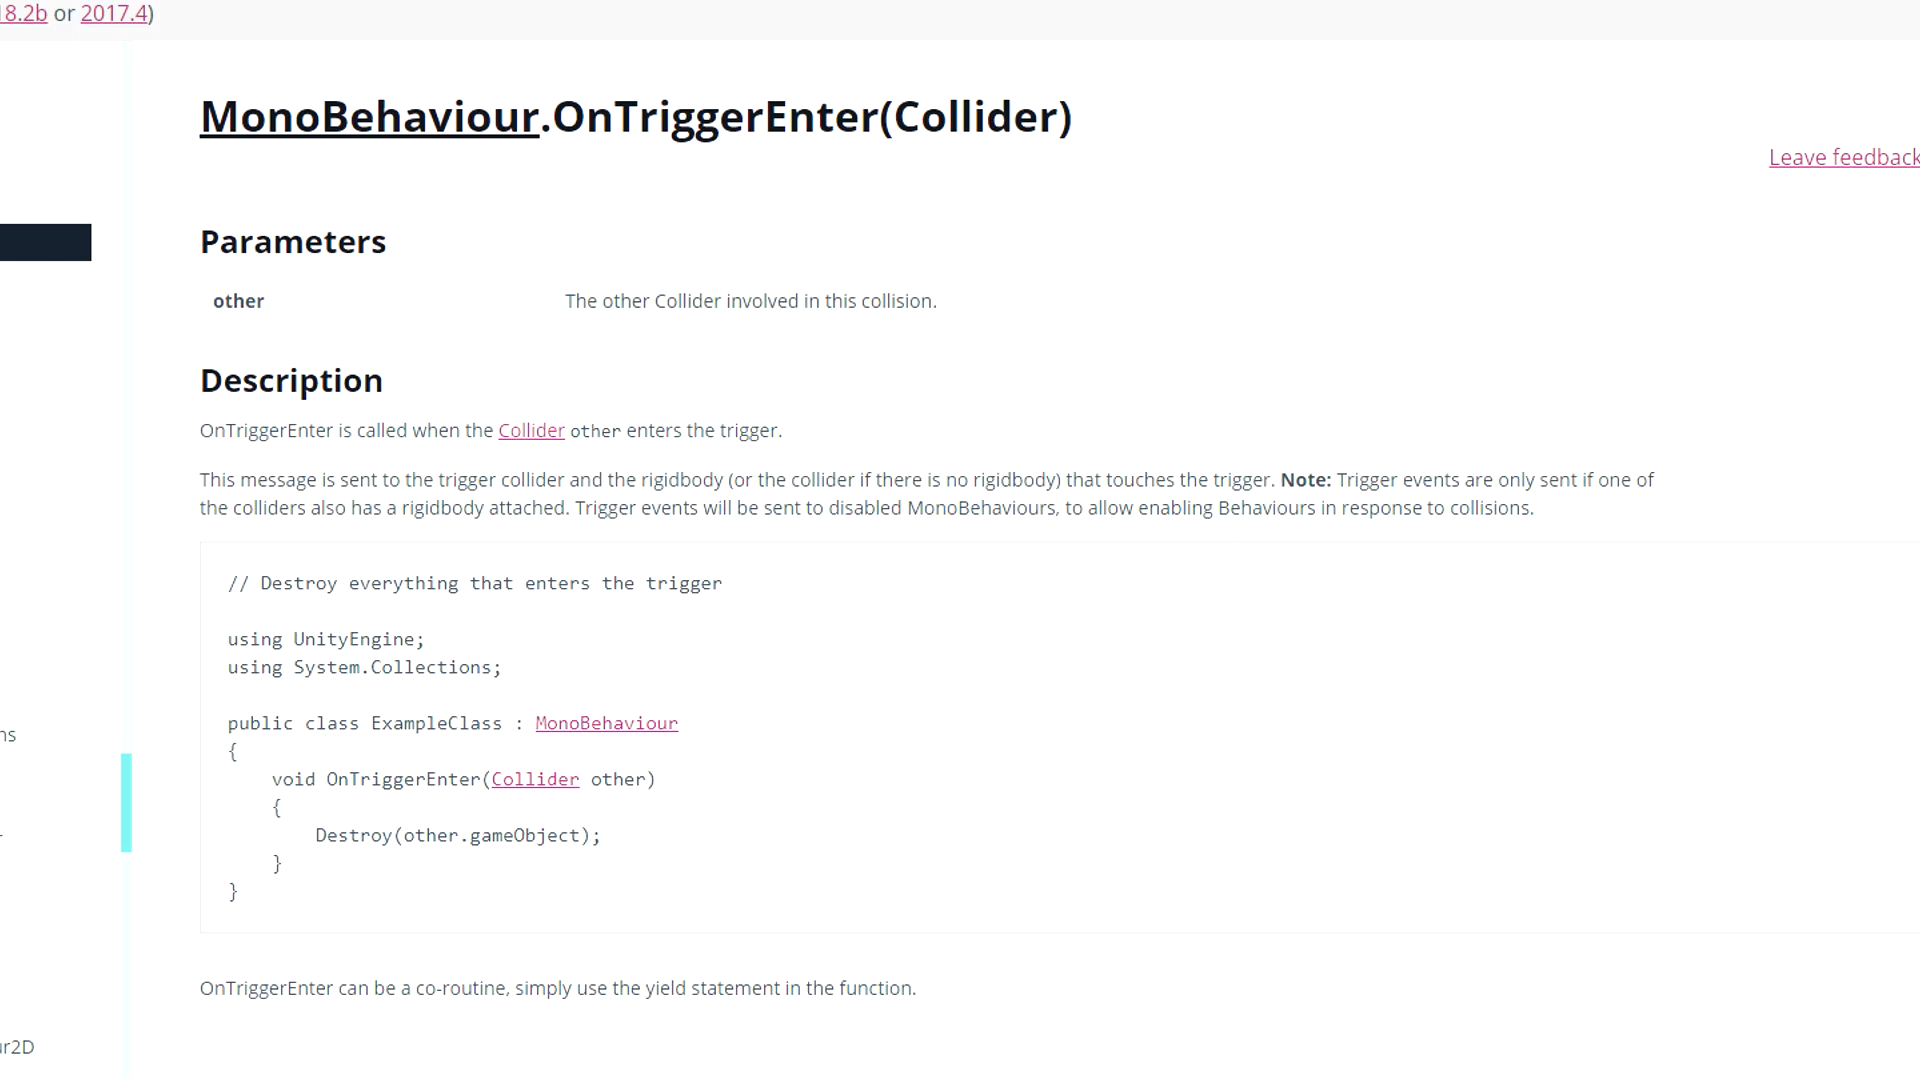 18.2b or 2017.4)
MonoBehaviour.OnTriggerEnter(Collider)
Leave feedback
Parameters
other The other Collider involved in this collision.
Description
OnTriggerEnter is called when the Collider other enters the trigger.
This message is sent to the trigger collider and the rigidbody (or the collider if there is no rigidbody) that touches the trigger. Note: Trigger events are only sent if one of
the colliders also has a rigidbody attached. Trigger events will be sent to disabled MonoBehaviours, to allow enabling Behaviours in response to collisions.
// Destroy everything that enters the trigger
using UnityEngine;
using System.Collections;
public class ExampleClass : MonoBehaviour
ns
{
void OnTriggerEnter(Collider other)
{
Destroy(other.gameObject);
}
}
OnTriggerEnter can be a co-routine, simply use the yield statement in the function.
ur2D